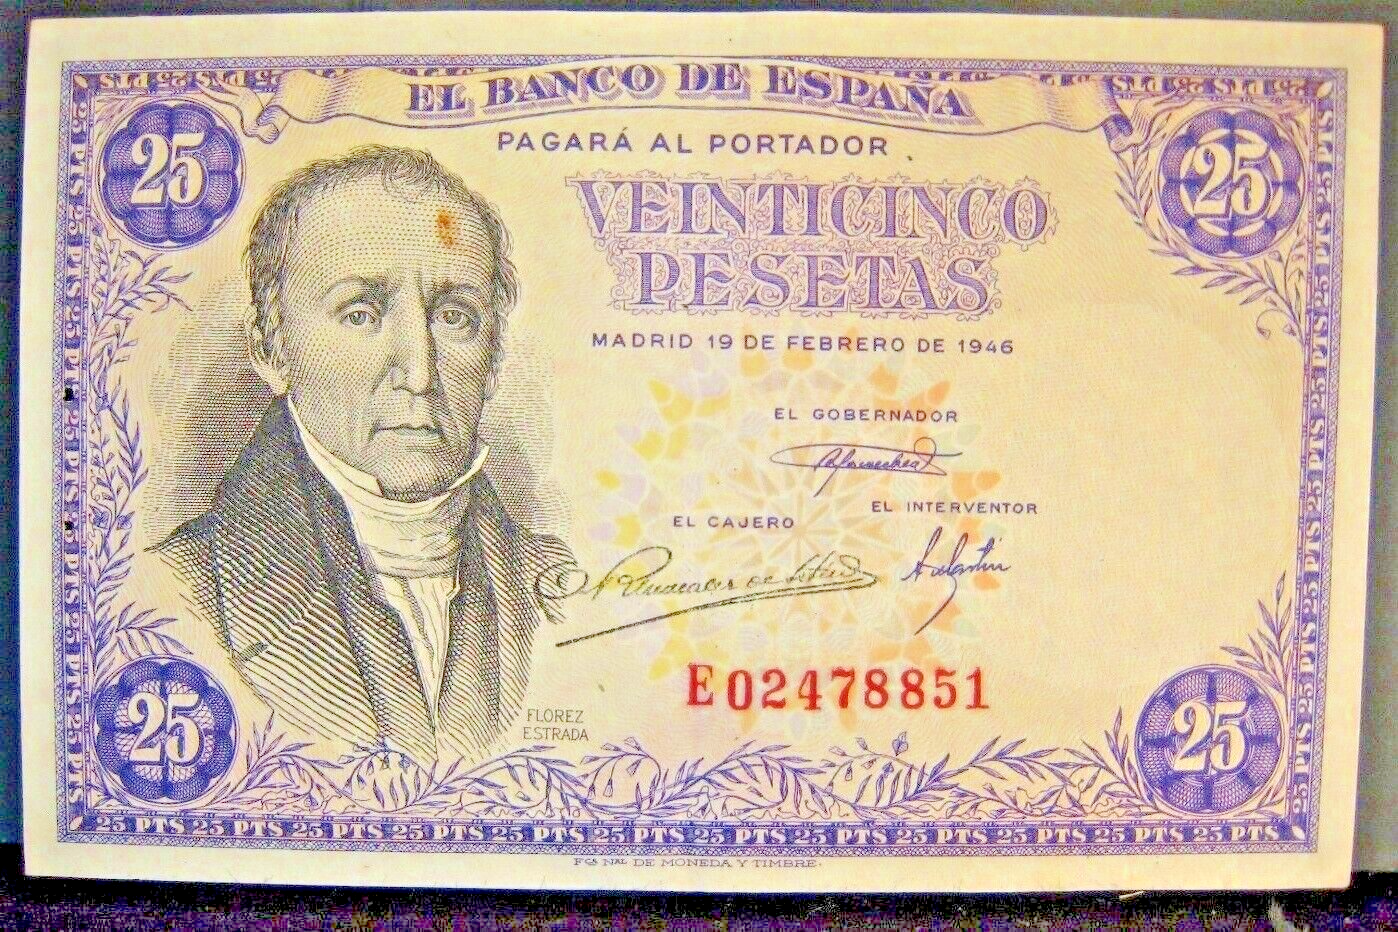 EL BANCO DE ESPAÑA
PAGARÁ AL PORTADOR
25
25
VEINTICINCO
PESETAS
MADRID 19 DE FEBRERO DE 1946
EL GOBERNADOR
EL INTERVENTOR
EL CAJERO
E02478851
FLOREZ
ESTRADA
25
25
25 PTS 25 PTS 25 PTS 25 PTS 25 PTS 25 PTS 25 PTS 25 PTS 25 PTS 25 PTS 25 PTS 25 PTS
FCA NAL DE MONEDA Y TIMBRE.